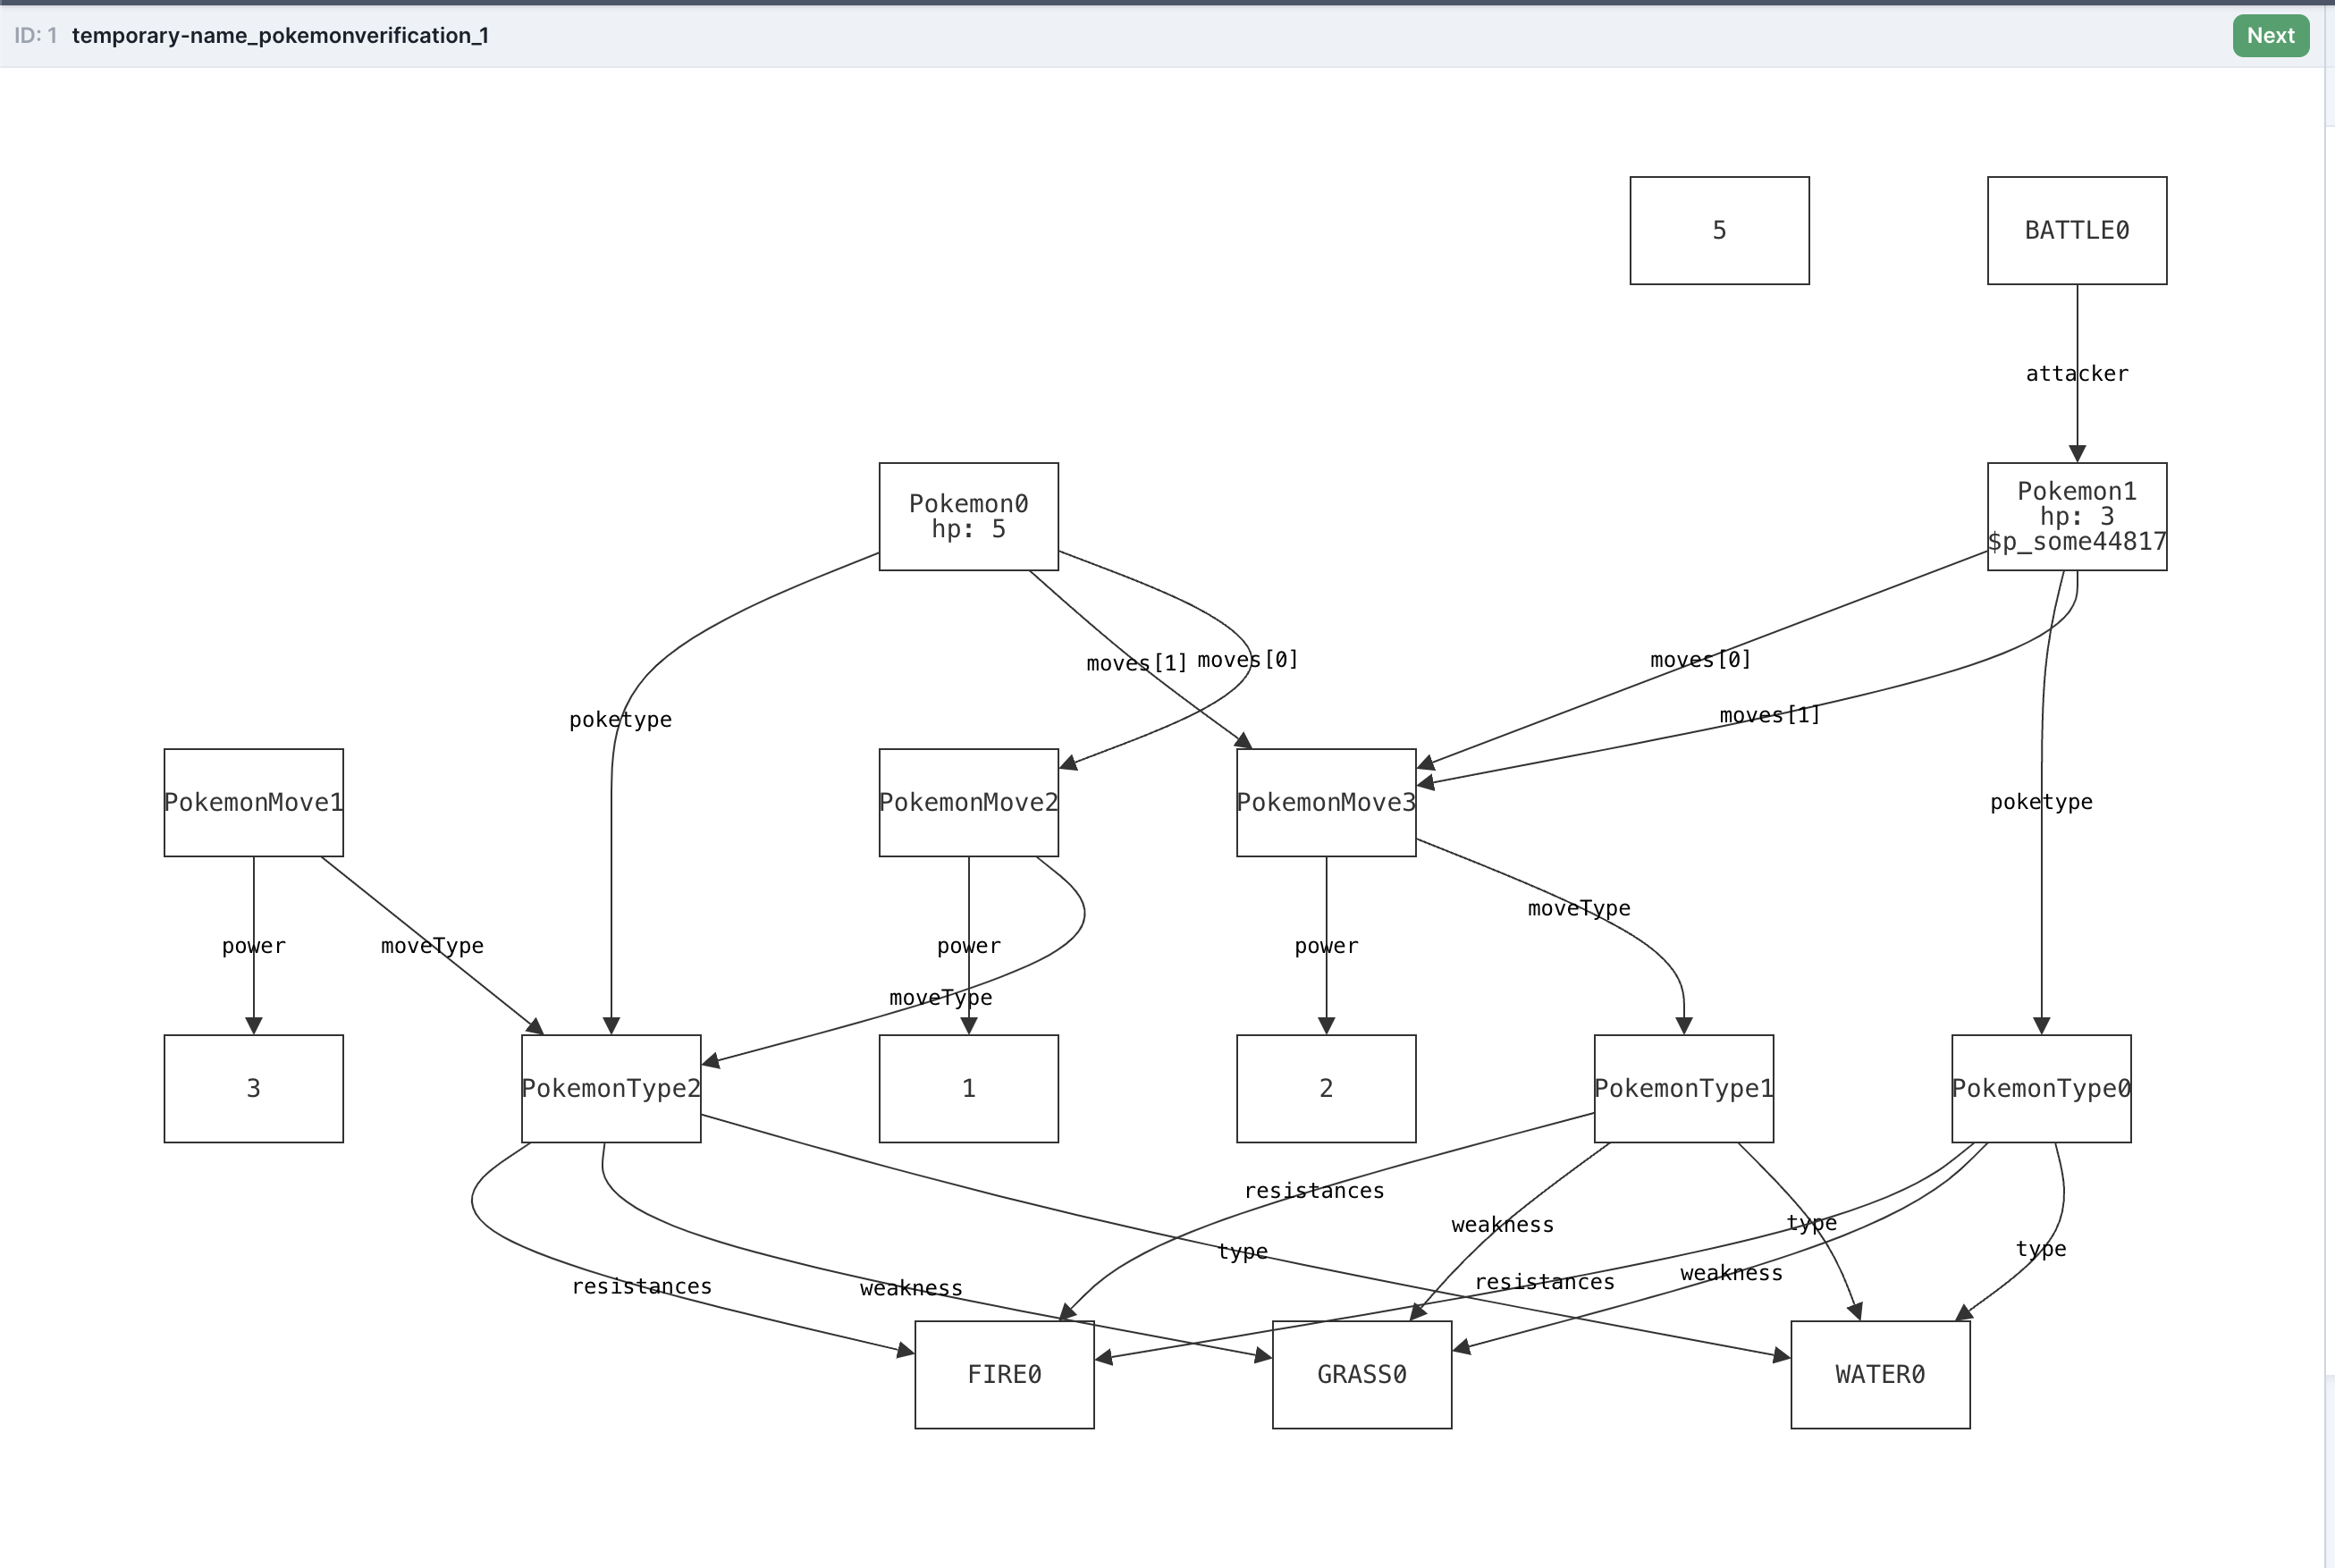 ID: 1 temporary-name_pokemonverification_1
Next
5
BATTLE0
attacker
Pokemon0
hp: 5
Pokemon1
hp: 3
$p_some44817
moves[1]
moves[0]
moves[0]
moves[1]
poketype
PokemonMove1
PokemonMove2
PokemonMove3
poketype
moveType
power
moveType
power
power
moveType
3
PokemonType2
1
2
PokemonType1
PokemonType0
resistances
weakness
type
type
type
resistances
weakness
resistances
weakness
FIRE0
GRASS0
WATER0